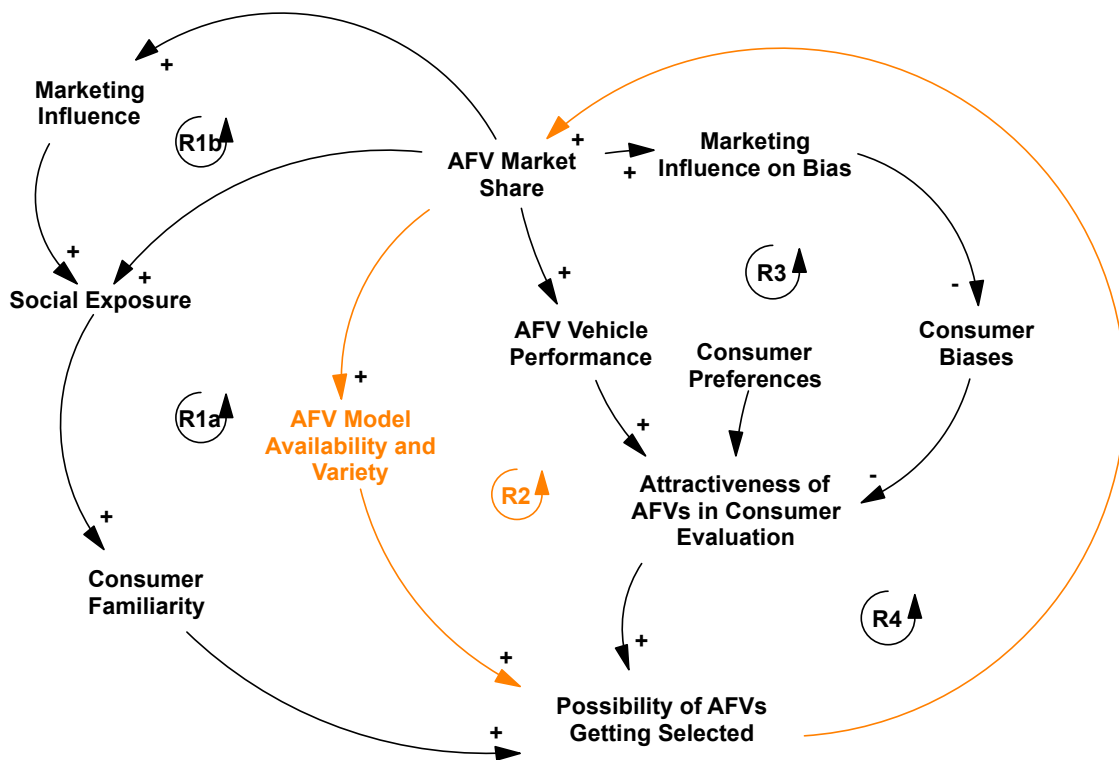 +
Marketing
Influence
R1b
+
+
AFV Market
Share
+
Marketing
Influence on Bias
+
+
Social Exposure
+
R3
-
AFV Vehicle
Performance
Consumer
Preferences
Consumer
Biases
+
R1a
AFV Model
Availability and
Variety
+
R2
Attractiveness of
AFVs in Consumer
Evaluation
-
+
Consumer
Familiarity
R4
+
+
+
Possibility of AFVs
Getting Selected